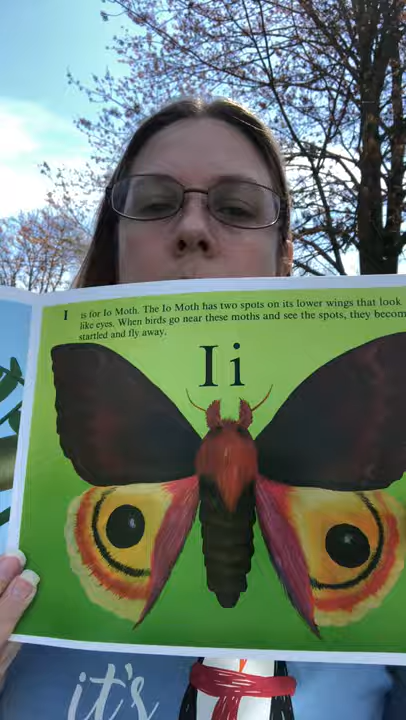 I is for Io Moth. The Io Moth has two spots on its lower wings that look
like eyes. When birds go near these moths and see the spots, they becom
startled and fly away.
I i
it's